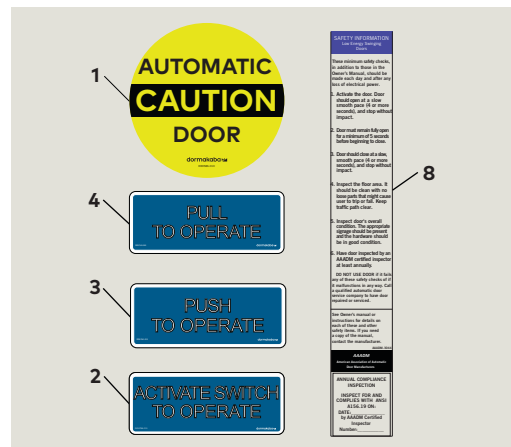 AUTOMATIC
CAUTION
DOOR
dormakaba
1
PULL
TO OPERATE
dormakaba
4
PUSH
TO OPERATE
dormakaba
3
ACTIVATE SWITCH
TO OPERATE
dormakaba
2
SAFETY INFORMATION
Low Energy Swinging
Doors
These minimum safety checks,
in addition to those in the
Owner's Manual, should be
made each day and after any
loss of electrical power.
1. Activate the door. Door
should open at a slow
smooth pace (4 or more
seconds), and stop without
impact.
2. Door must remain fully open
for a minimum of 5 seconds
before beginning to close.
3. Door should close at a slow,
smooth pace (4 or more
seconds), and stop without
impact.
4. Inspect the floor area. It
should be clean with no
loose parts that might cause
user to trip or fall. Keep
traffic path clear.
5. Inspect door's overall
condition. The appropriate
signage should be present
and the hardware should
be in good condition.
6. Have door inspected by an
AAADM certified inspector
at least annually.
DO NOT USE DOOR if it fails
any of these safety checks of if
it malfunctions in any way. Call
a qualified automatic door
service company to have door
repaired or serviced.
See Owner's manual or
instructions for details on
each of these and other
safety items. If you need
a copy of the manual,
contact the manufacturer.
AAADM
American Association of Automatic
Door Manufacturers
ANNUAL COMPLIANCE
INSPECTION
INSPECT FOR AND
COMPLIES WITH ANSI
A156.19 ON:
DATE:
by AAADM Certified
Inspector
Number:
8